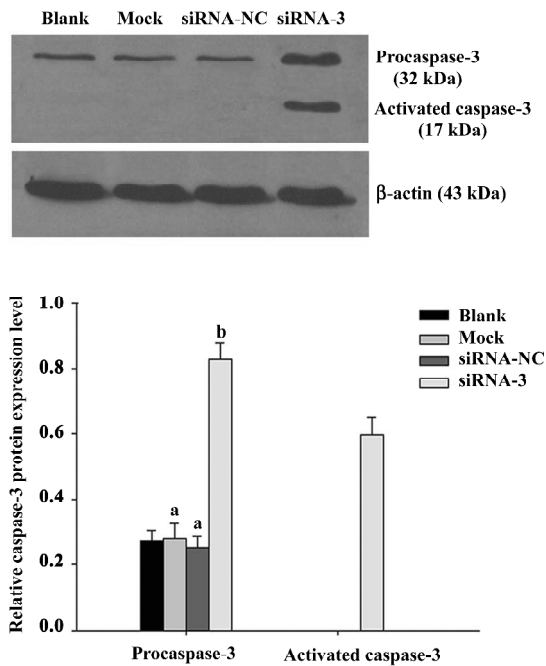 Blank Mock siRNA-NC siRNA-3
Procaspase-3
(32 kDa)
Activated caspase-3
(17 kDa)
β-actin (43 kDa)
Relative caspase-3 protein expression level
1.0
0.8
0.6
0.4
0.2
0.0
a
a
b
Blank
Mock
siRNA-NC
siRNA-3
Procaspase-3
Activated caspase-3